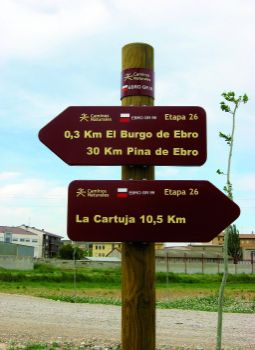 Caminos
Naturales
EBRO GR 99
Caminos
Naturales
EBRO GR 99
Etapa 26
0,3 Km El Burgo de Ebro
30 Km Pina de Ebro
Caminos
Naturales
EBRO GR 99
Etapa 26
La Cartuja 10,5 Km